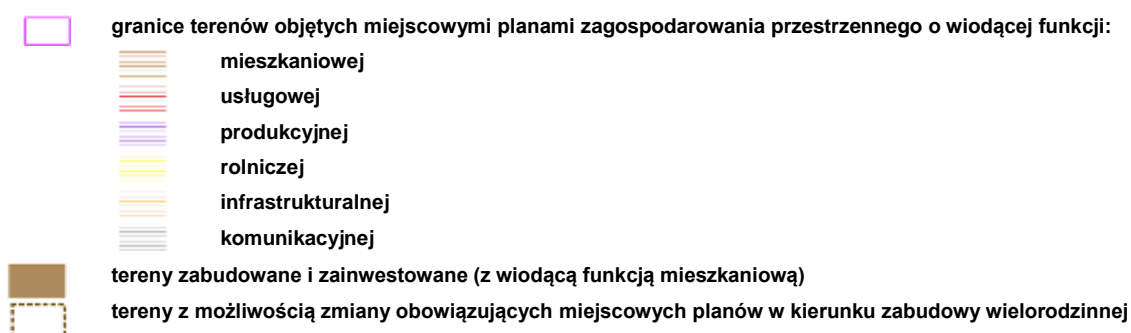 granice terenów objętych miejscowymi planami zagospodarowania przestrzennego o wiodącej funkcji:
mieszkaniowej
usługowej
produkcyjnej
rolniczej
infrastrukturalnej
komunikacyjnej
tereny zabudowane i zainwestowane (z wiodącą funkcją mieszkaniową)
tereny z możliwością zmiany obowiązujących miejscowych planów w kierunku zabudowy wielorodzinnej